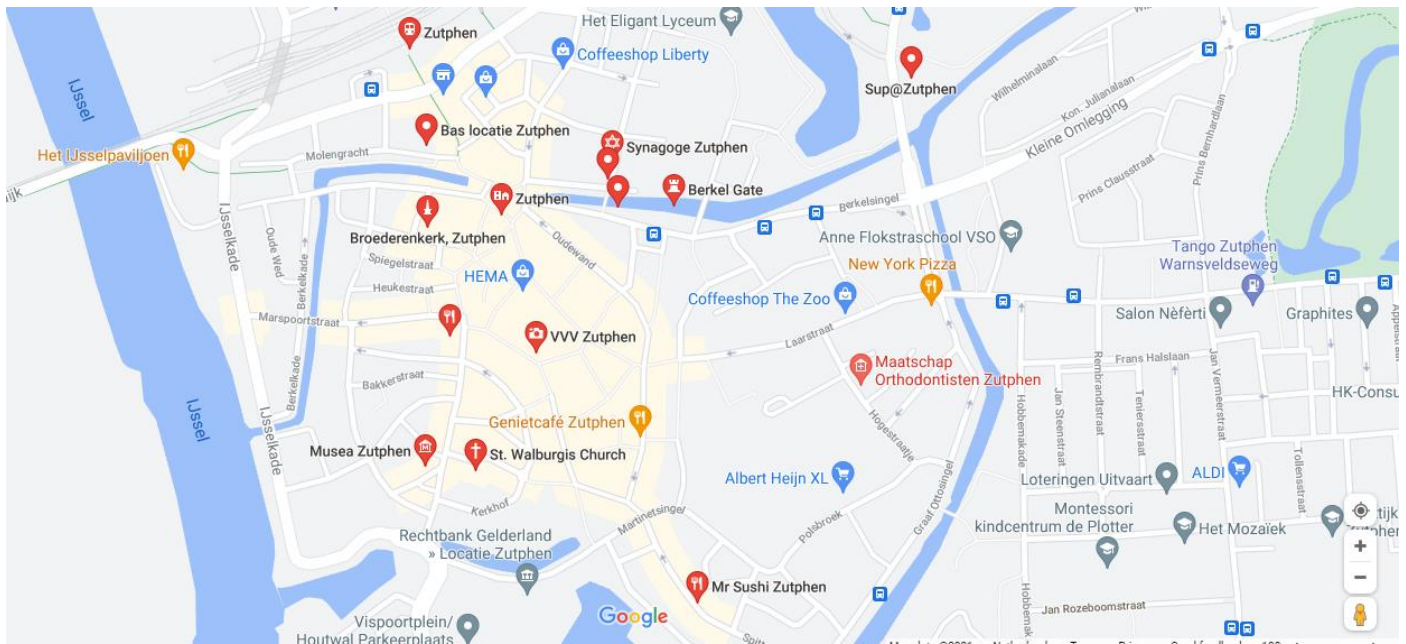 Het Eligant Lyceum
Zutphen
Coffeeshop Liberty
Wilhelminalaan
Sup@Zutphen
IJssel
Kon. Julianalaan
Kleine Omlegging
Prins Bernhardlaan
Bas locatie Zutphen
Synagoge Zutphen
Het IJsselpaviljoen
Molengracht
Prins Clausstraat
Berkel Gate
Zutphen
Berkelsingel
IJsselkade
Oude Wed
Broederenkerk, Zutphen
Oudewand
Anne Flokstraschool VSO
Tango Zutphen
Warnsveldseweg
Spiegelstraat
Berkelkade
HEMA
New York Pizza
Heukestraat
Coffeeshop The Zoo
Salon Nèfèrti
Graphites
Marspoortstraat
VVV Zutphen
Laarstraat
Frans Halslaan
Maatschap
Orthodontisten Zutphen
Bakkerstraat
Berkelkade
Hobbemakade
Jan Steenstraat
Rembrandtstraat
Teniersstraat
Jan Vermeerstraat
HK-Consu
IJssel
IJsselkade
Genietcafé Zutphen
Hogestraatje
Musea Zutphen
St. Walburgis Church
Albert Heijn XL
Graaf Ottosingel
Loteringen Uitvaart
ALDI
Tollensstraat
Kerkhof
Martinetsingel
Polsbroek
Montessori
kindcentrum de Plotter
Het Mozaïek
Rechtbank Gelderland
» Locatie Zutphen
Mr Sushi Zutphen
Hobbemakade
Google
Jan Rozeboomstraat
Vispoortplein/
Houtwal Parkeerplaats